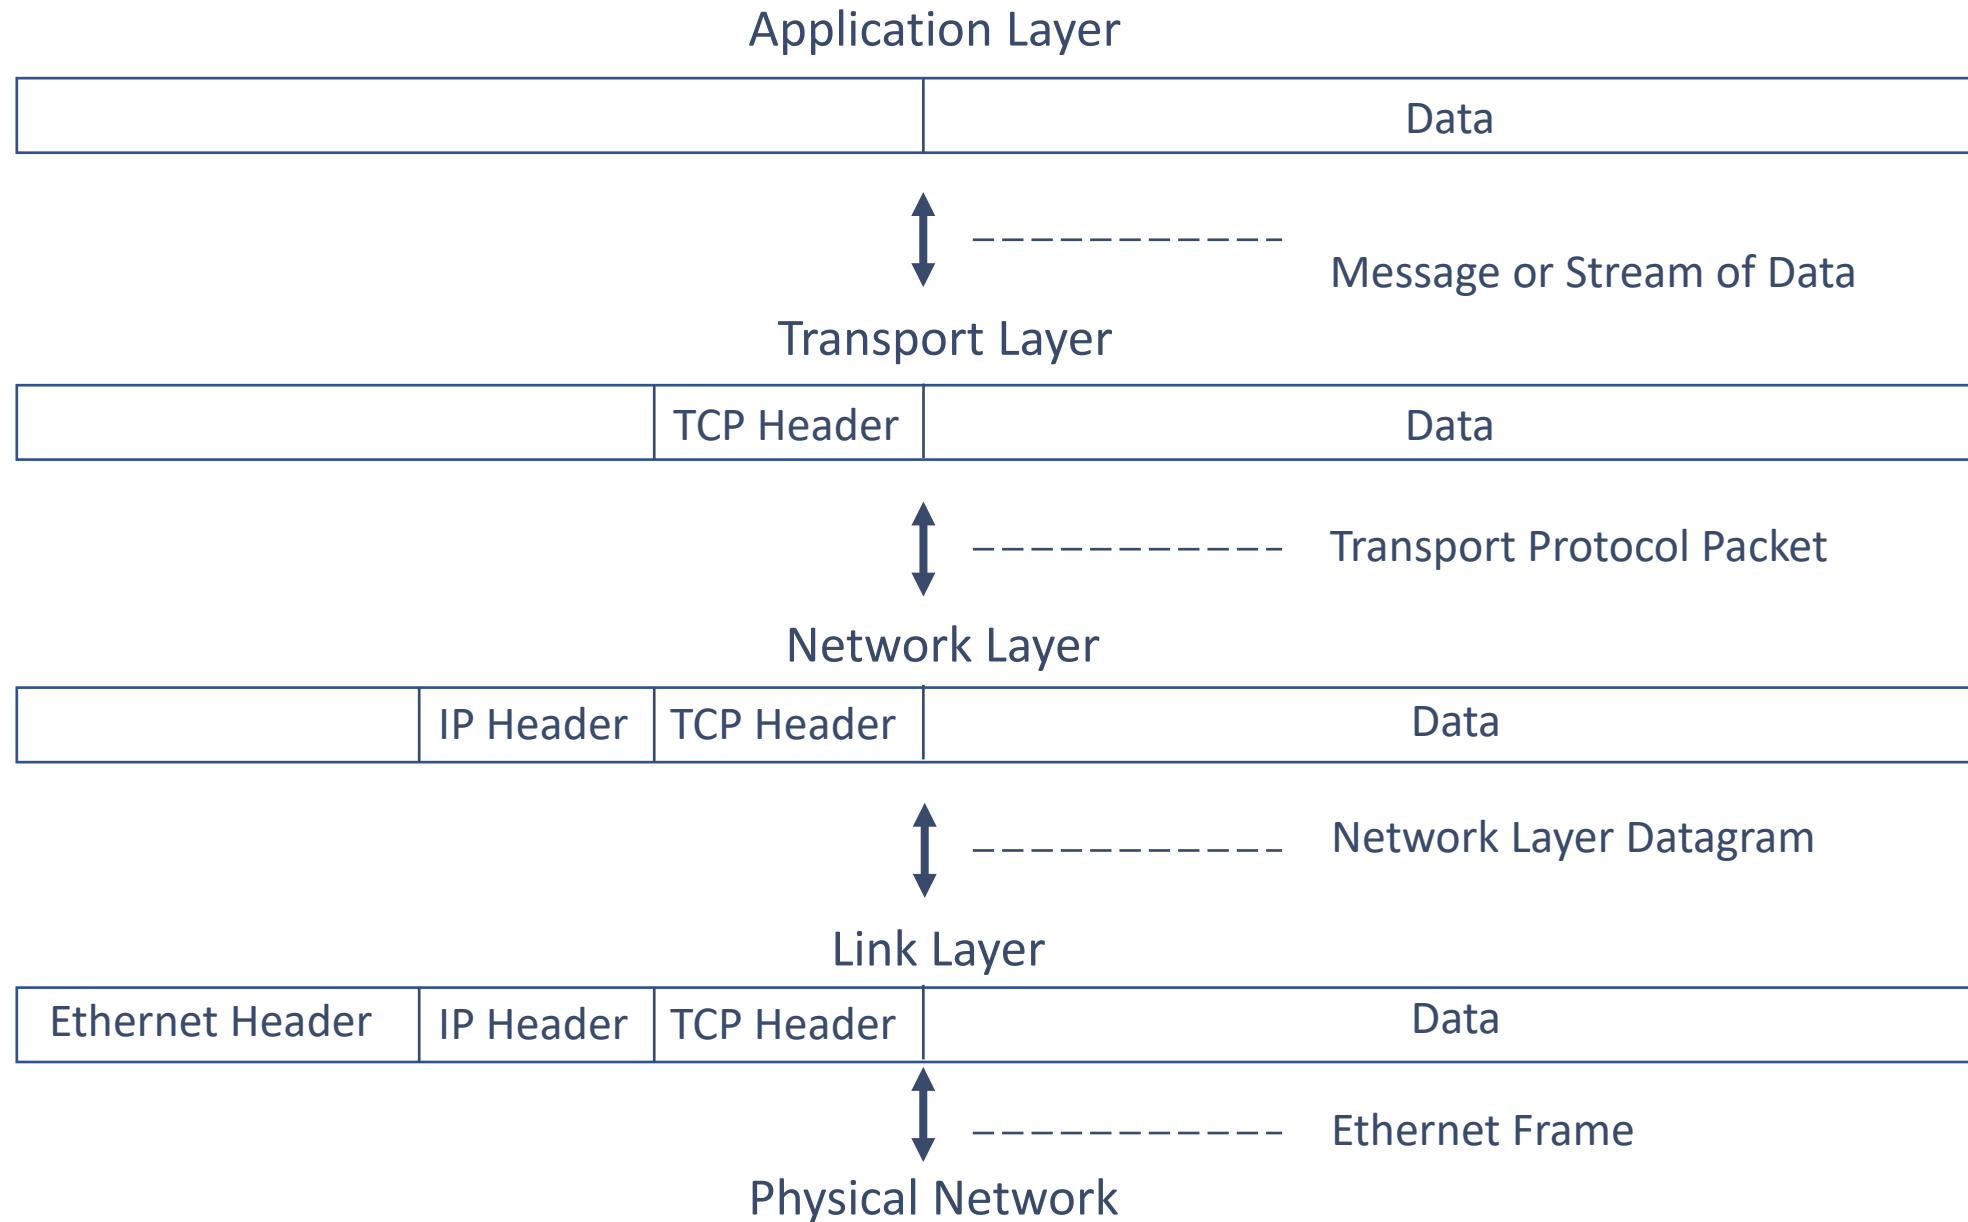 Application Layer
Data
Message or Stream of Data
Transport Layer
TCP Header Data
Transport Protocol Packet
Network Layer
IP Header TCP Header Data
Network Layer Datagram
Link Layer
Ethernet Header IP Header TCP Header Data
Ethernet Frame
Physical Network